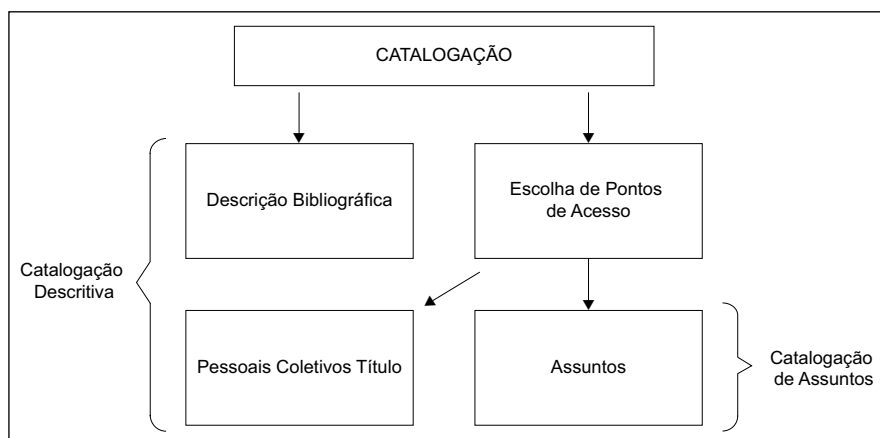 CATALOGAÇÃO
Descrição Bibliográfica
Escolha de Pontos
de Acesso
Catalogação
Descritiva
Pessoais Coletivos Título
Assuntos
Catalogação
de Assuntos